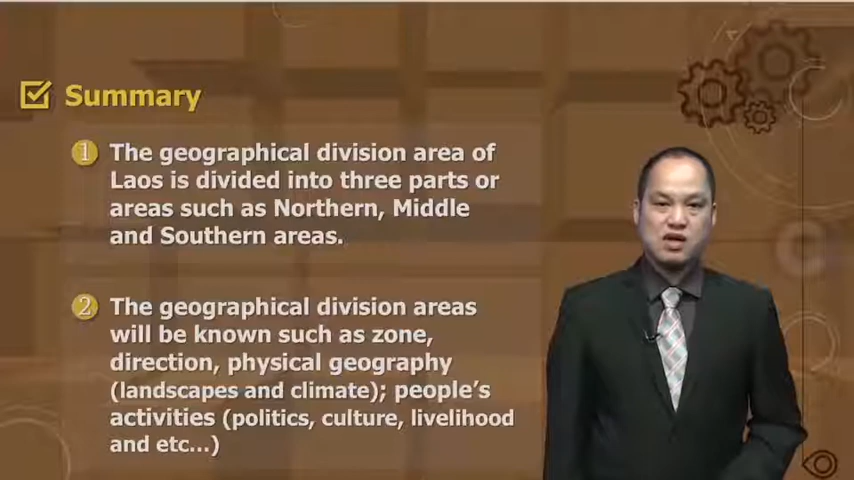 Summary
1 The geographical division area of
Laos is divided into three parts or
areas such as Northern, Middle
and Southern areas.
2 The geographical division areas
will be known such as zone,
direction, physical geography
(landscapes and climate); people's
activities (politics, culture, livelihood
and etc...)